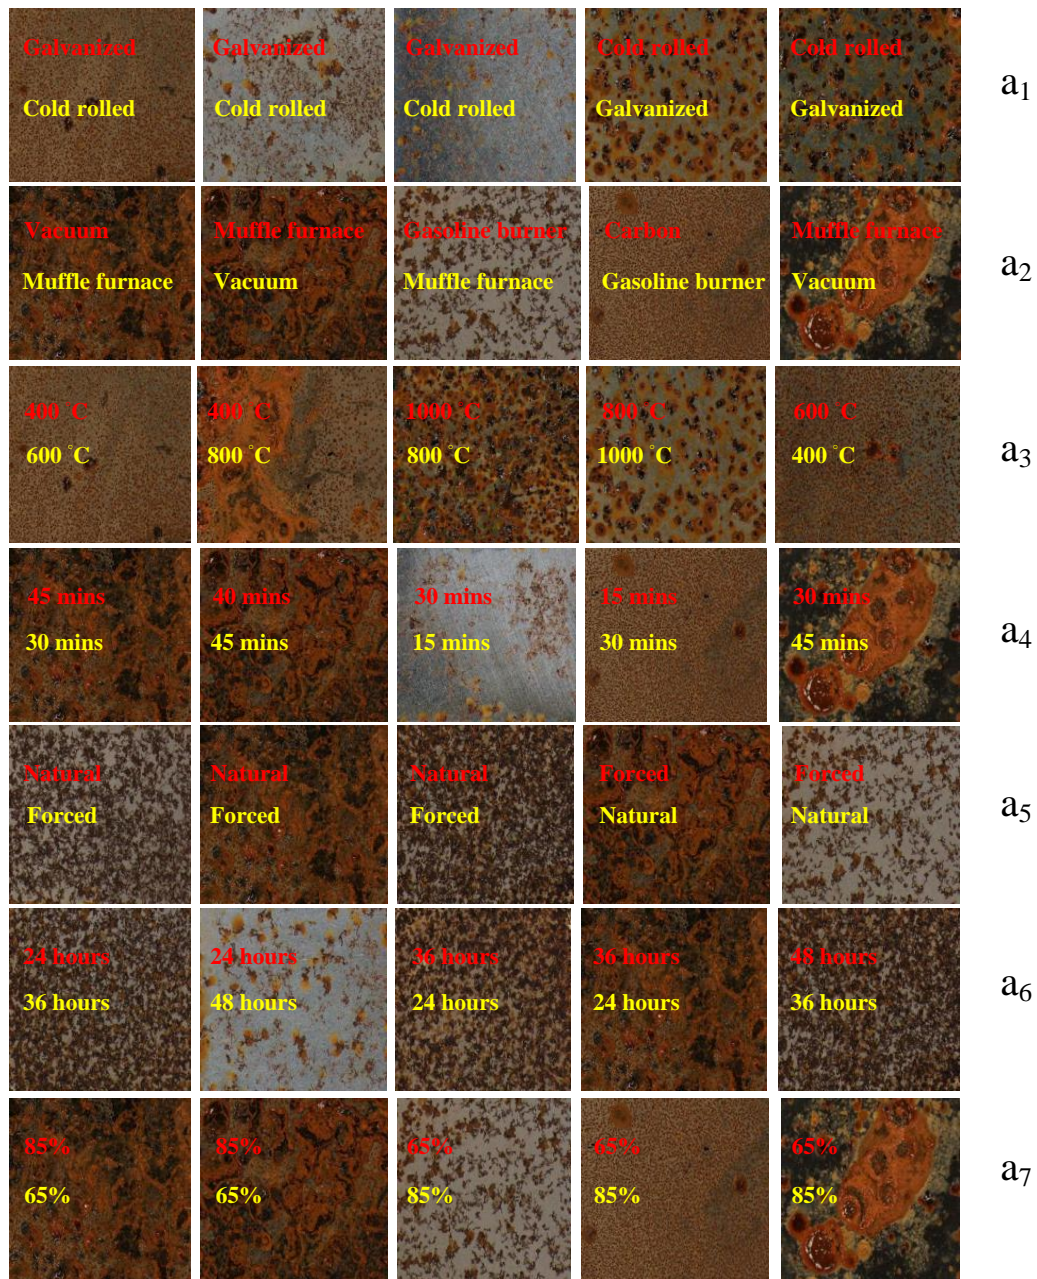 Galvanized Galvanized Galvanized Cold rolled Cold rolled
Cold rolled Cold rolled Cold rolled Galvanized Galvanized
a1
Vacuum Muffle furnace Gasoline burner Carbon Muffle furnace
Muffle furnace Vacuum Muffle furnace Gasoline burner Vacuum
a2
400 °C 400 °C 1000 °C 800 °C 600 °C
600 °C 800 °C 800 °C 1000 °C 400 °C
a3
45 mins 40 mins 30 mins 15 mins 30 mins
30 mins 45 mins 15 mins 30 mins 45 mins
a4
Natural Natural Natural Forced Forced
Forced Forced Forced Natural Natural
a5
24 hours 24 hours 36 hours 36 hours 48 hours
36 hours 48 hours 24 hours 24 hours 36 hours
a6
85% 85% 65% 65% 65%
65% 65% 85% 85% 85%
a7